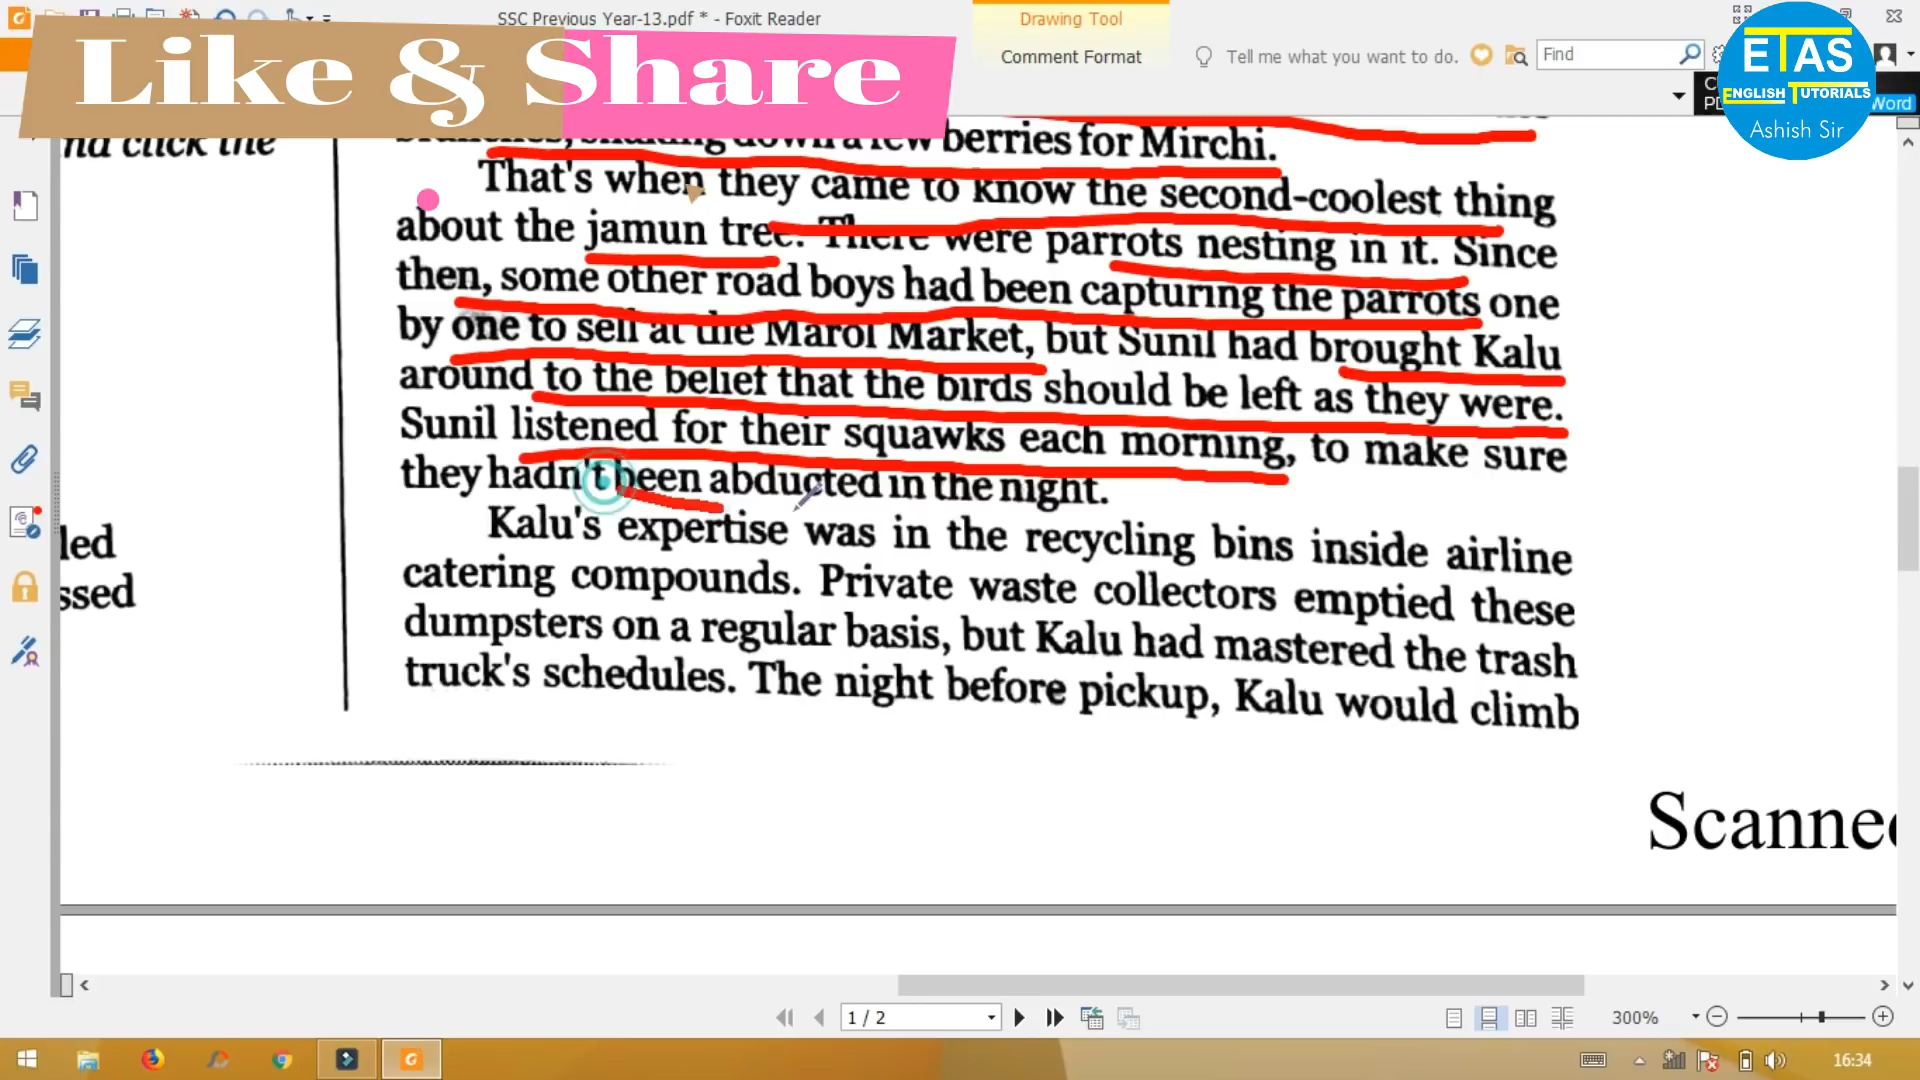 SSC Previous Year-13.pdf * - Foxit Reader
Drawing Tool
Like & Share
Comment Format
Tell me what you want to do.
Find
ETAS
ENGLISH TUTORIALS
Ashish Sir
Word
nd click the
berries for Mirchi.
That's when they came to know the second-coolest thing
about the jamun tree. There were parrots nesting in it. Since
then, some other road boys had been capturing the parrots one
by one to sell at the Marol Market, but Sunil had brought Kalu
around to the belief that the birds should be left as they were.
Sunil listened for their squawks each morning, to make sure
they hadn't been abducted in the night.
Kalu's expertise was in the recycling bins inside airline
catering compounds. Private waste collectors emptied these
dumpsters on a regular basis, but Kalu had mastered the trash
truck's schedules. The night before pickup, Kalu would climb
led
ssed
Scanned
1 / 2
300%
16:34